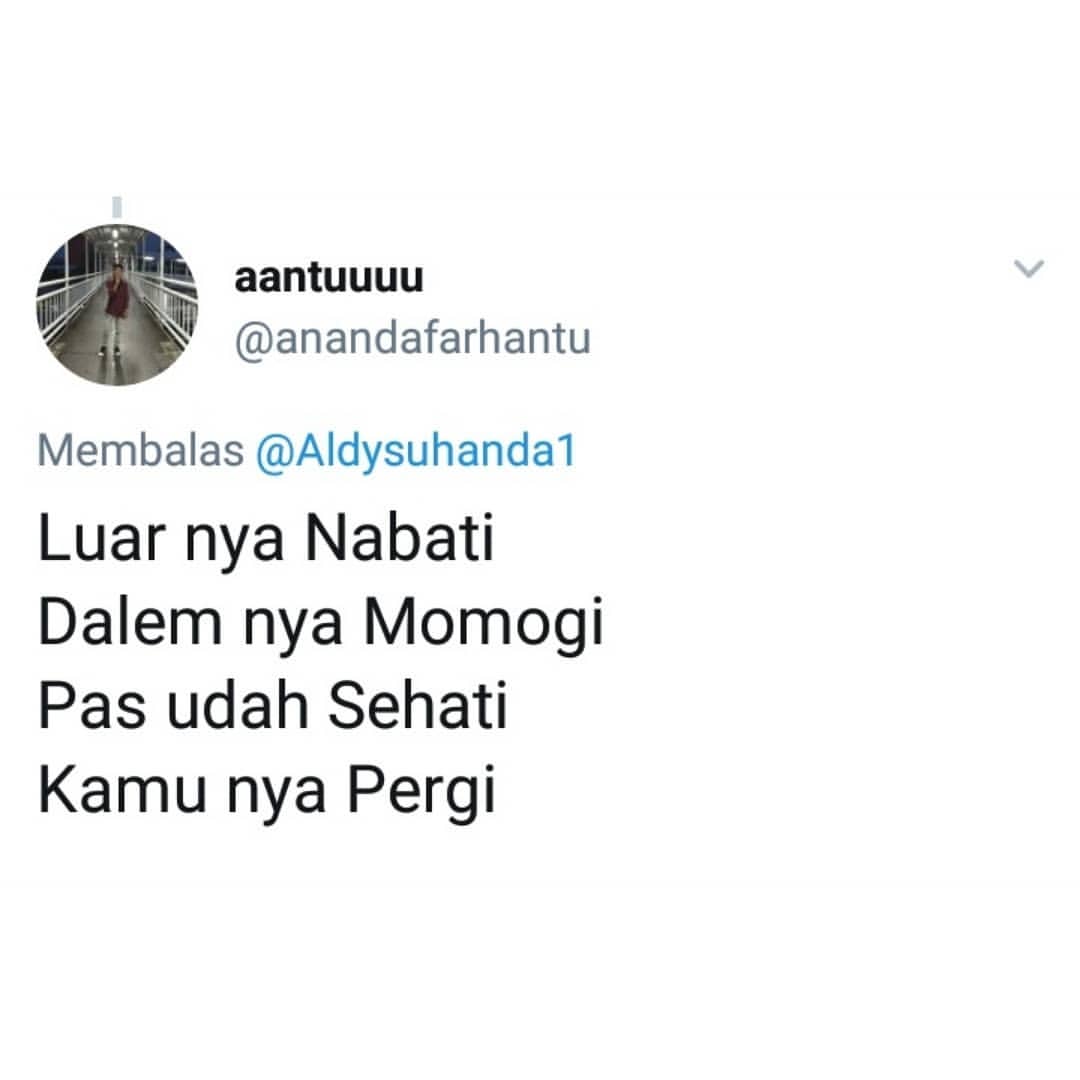 aantuuuu
@anandafarhantu
Membalas @Aldysuhanda1
Luar nya Nabati
Dalem nya Momogi
Pas udah Sehati
Kamu nya Pergi